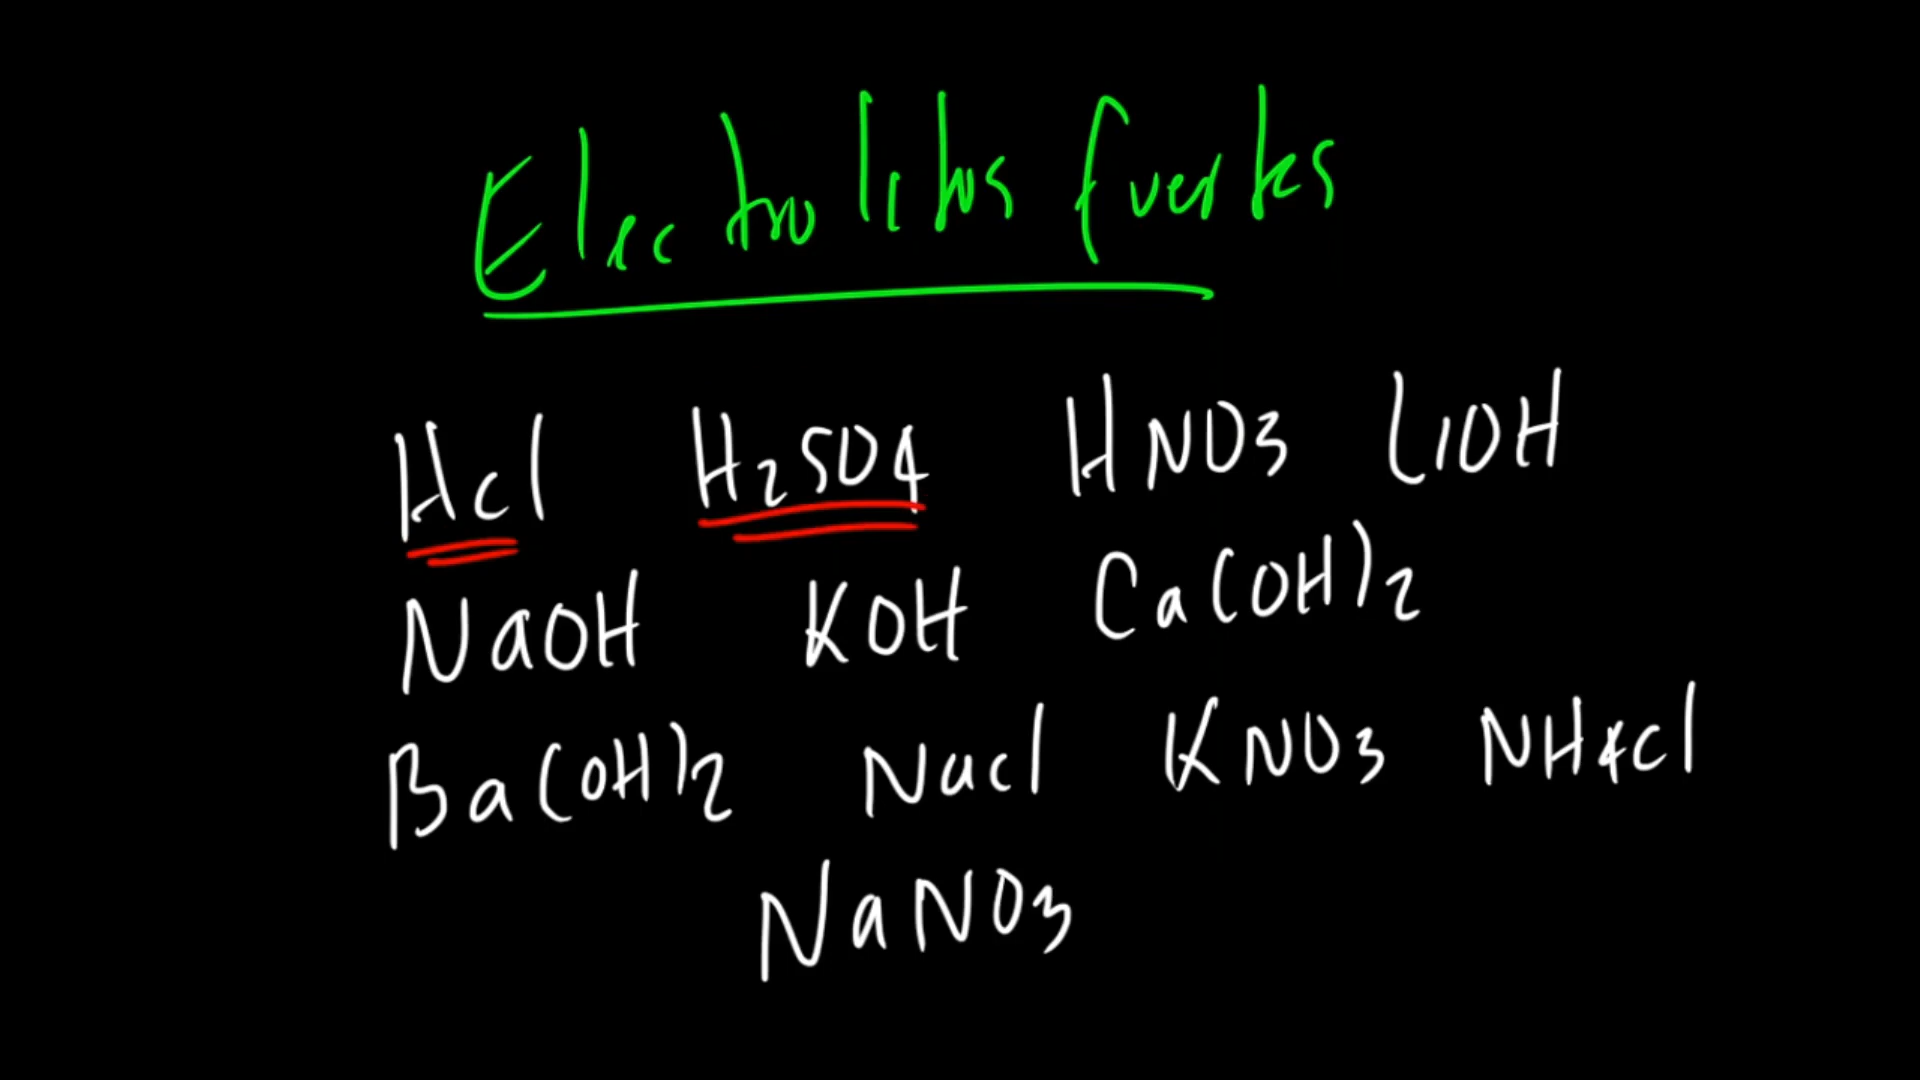 Electrolitos fuertes
Hcl H2SO4 HNO3 LiOH
NaOH KOH Ca(OH)2
Ba(OH)2 Nacl KNO3 NH4cl
NaNO3